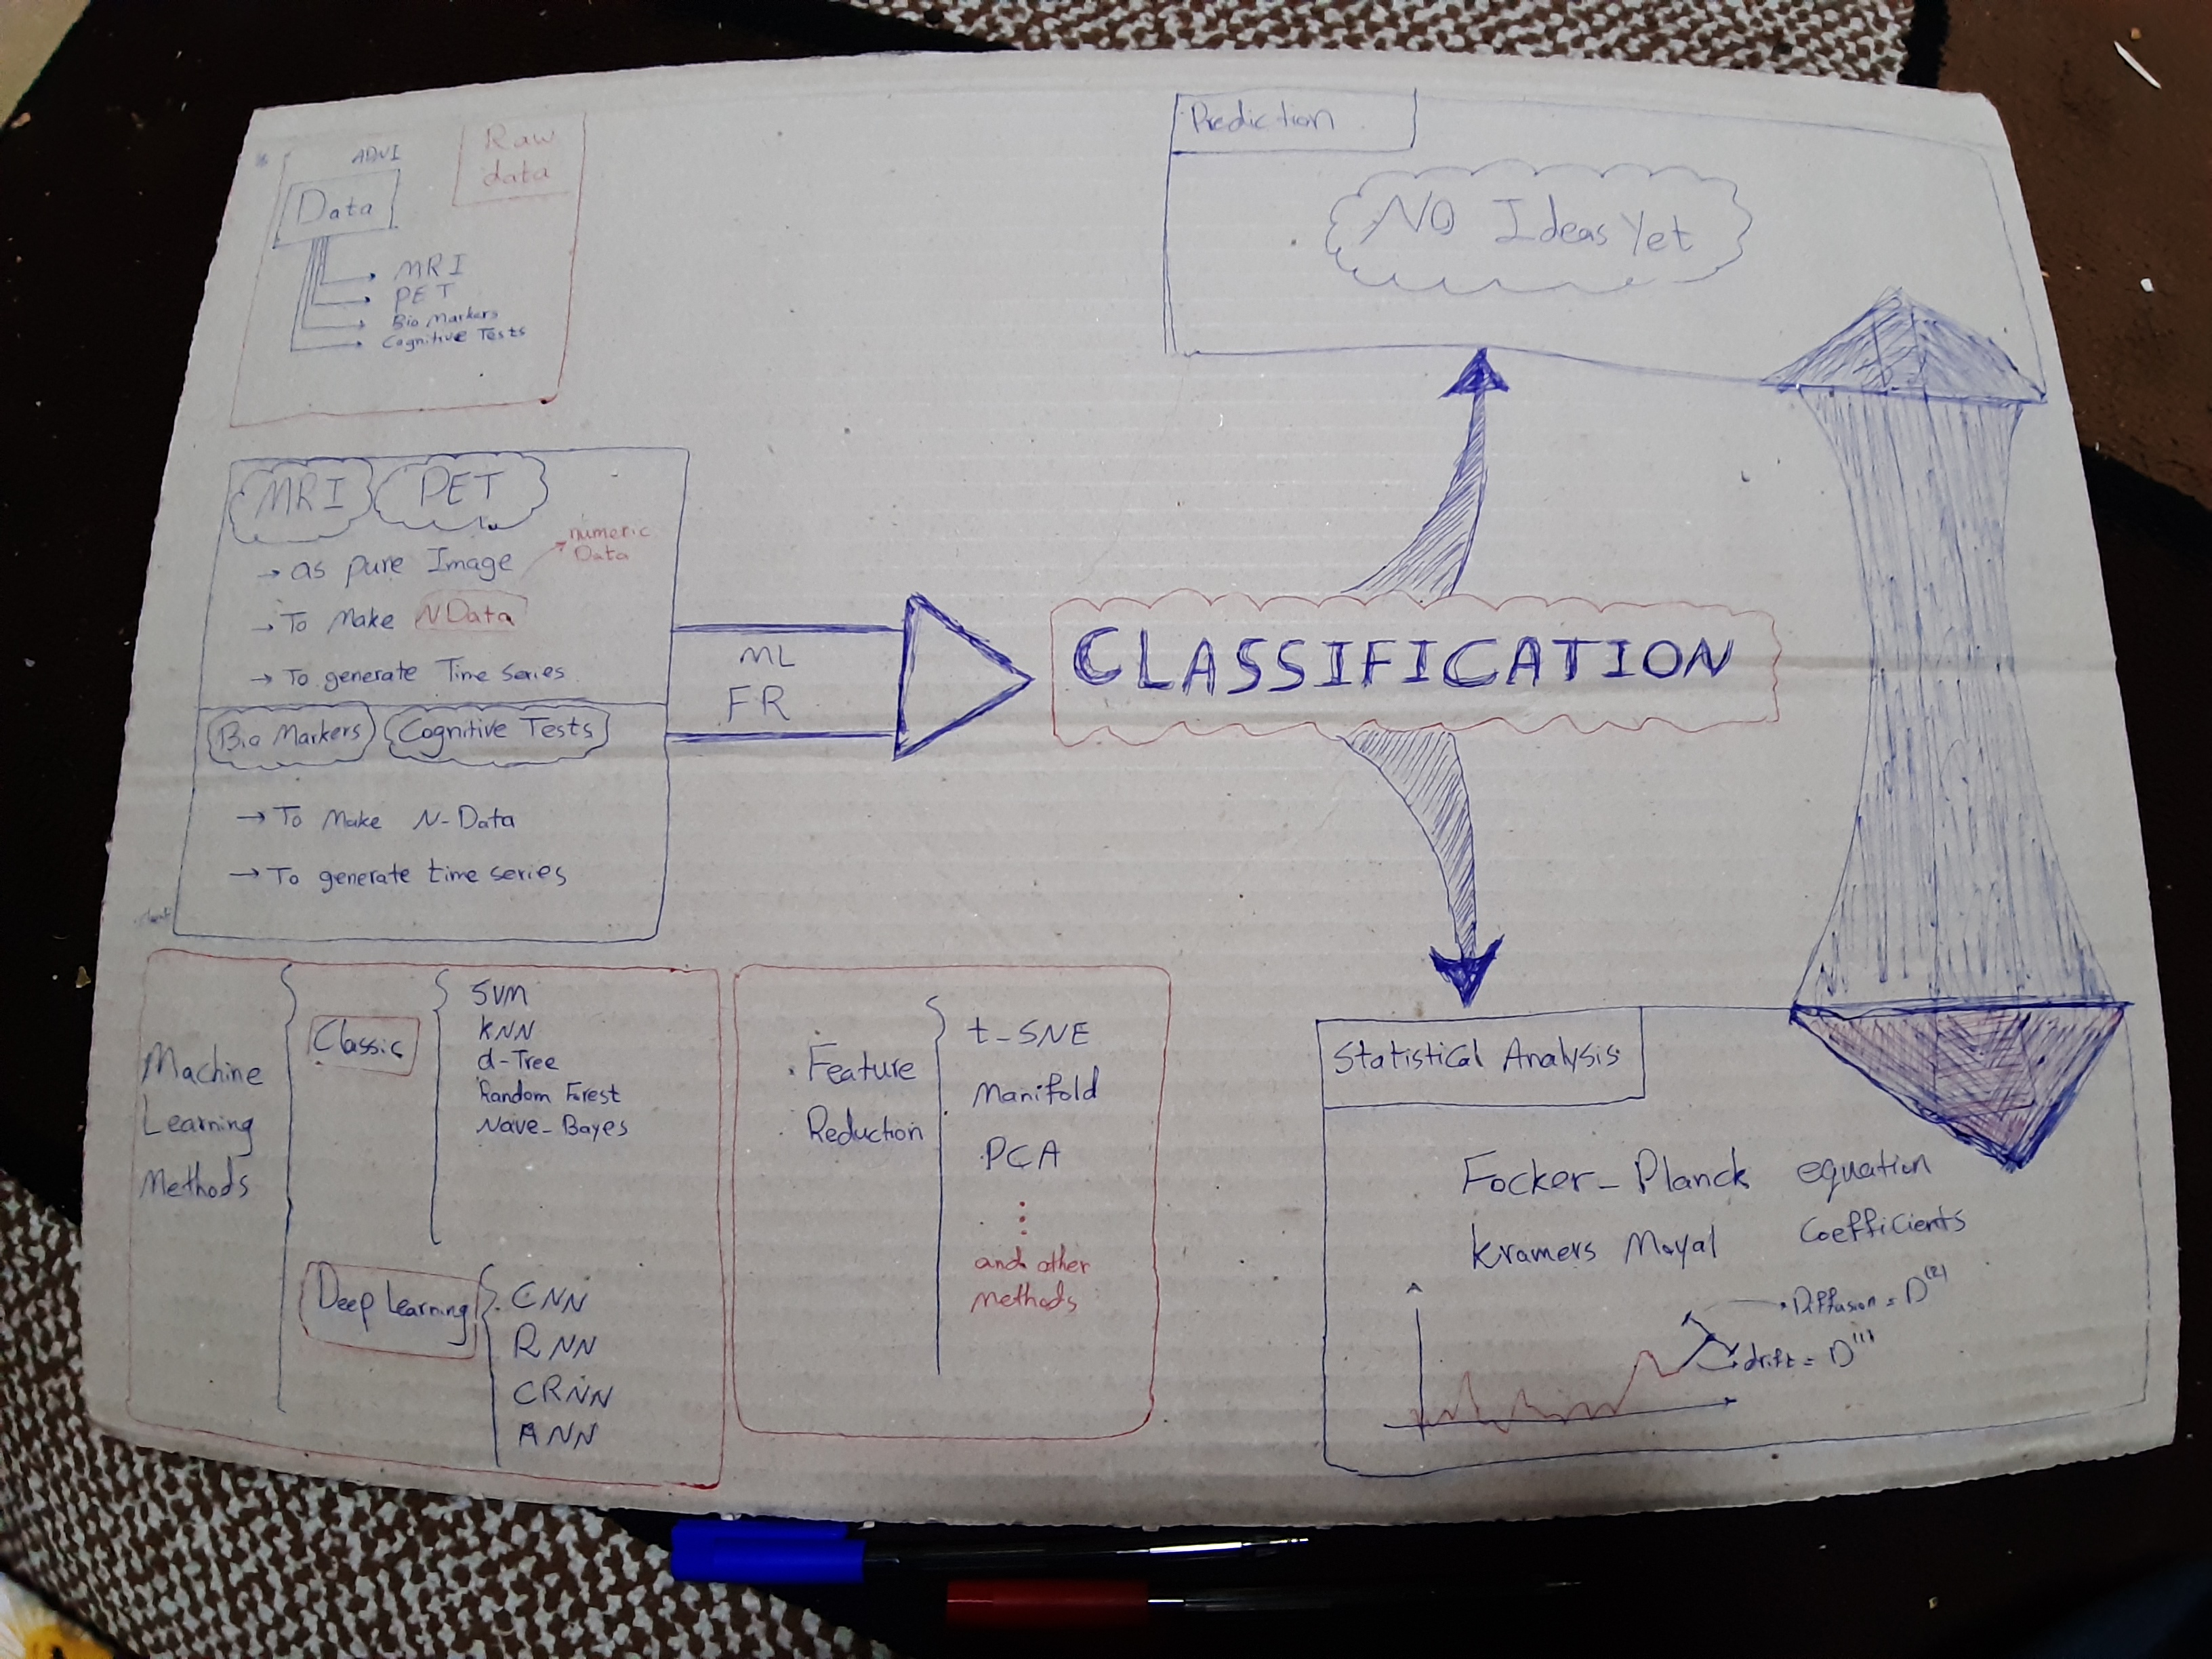 Raw
data
Data
MRI
PET
Bio Markers
Cognitive Tests
MRI PET
→ as pure Image
numeric
Data
→ To Make NData
→ To generate Time series
Bio Markers Cognitive Tests
→ To Make N-Data
→ To generate time series
ML
FR
CLASSIFICATION
Prediction
NO Ideas Yet
Machine
Learning
Methods
Classic
SVM
KNN
d-Tree
Random Forest
Nave-Bayes
Deep Learning
CNN
RNN
CRNN
ANN
Feature
Reduction
t-SNE
Manifold
PCA
and other
methods
Statistical Analysis
Focker-Planck equation
Kramers Moyal Coefficients
Diffusion = D⁽²⁾
drift = D⁽¹⁾